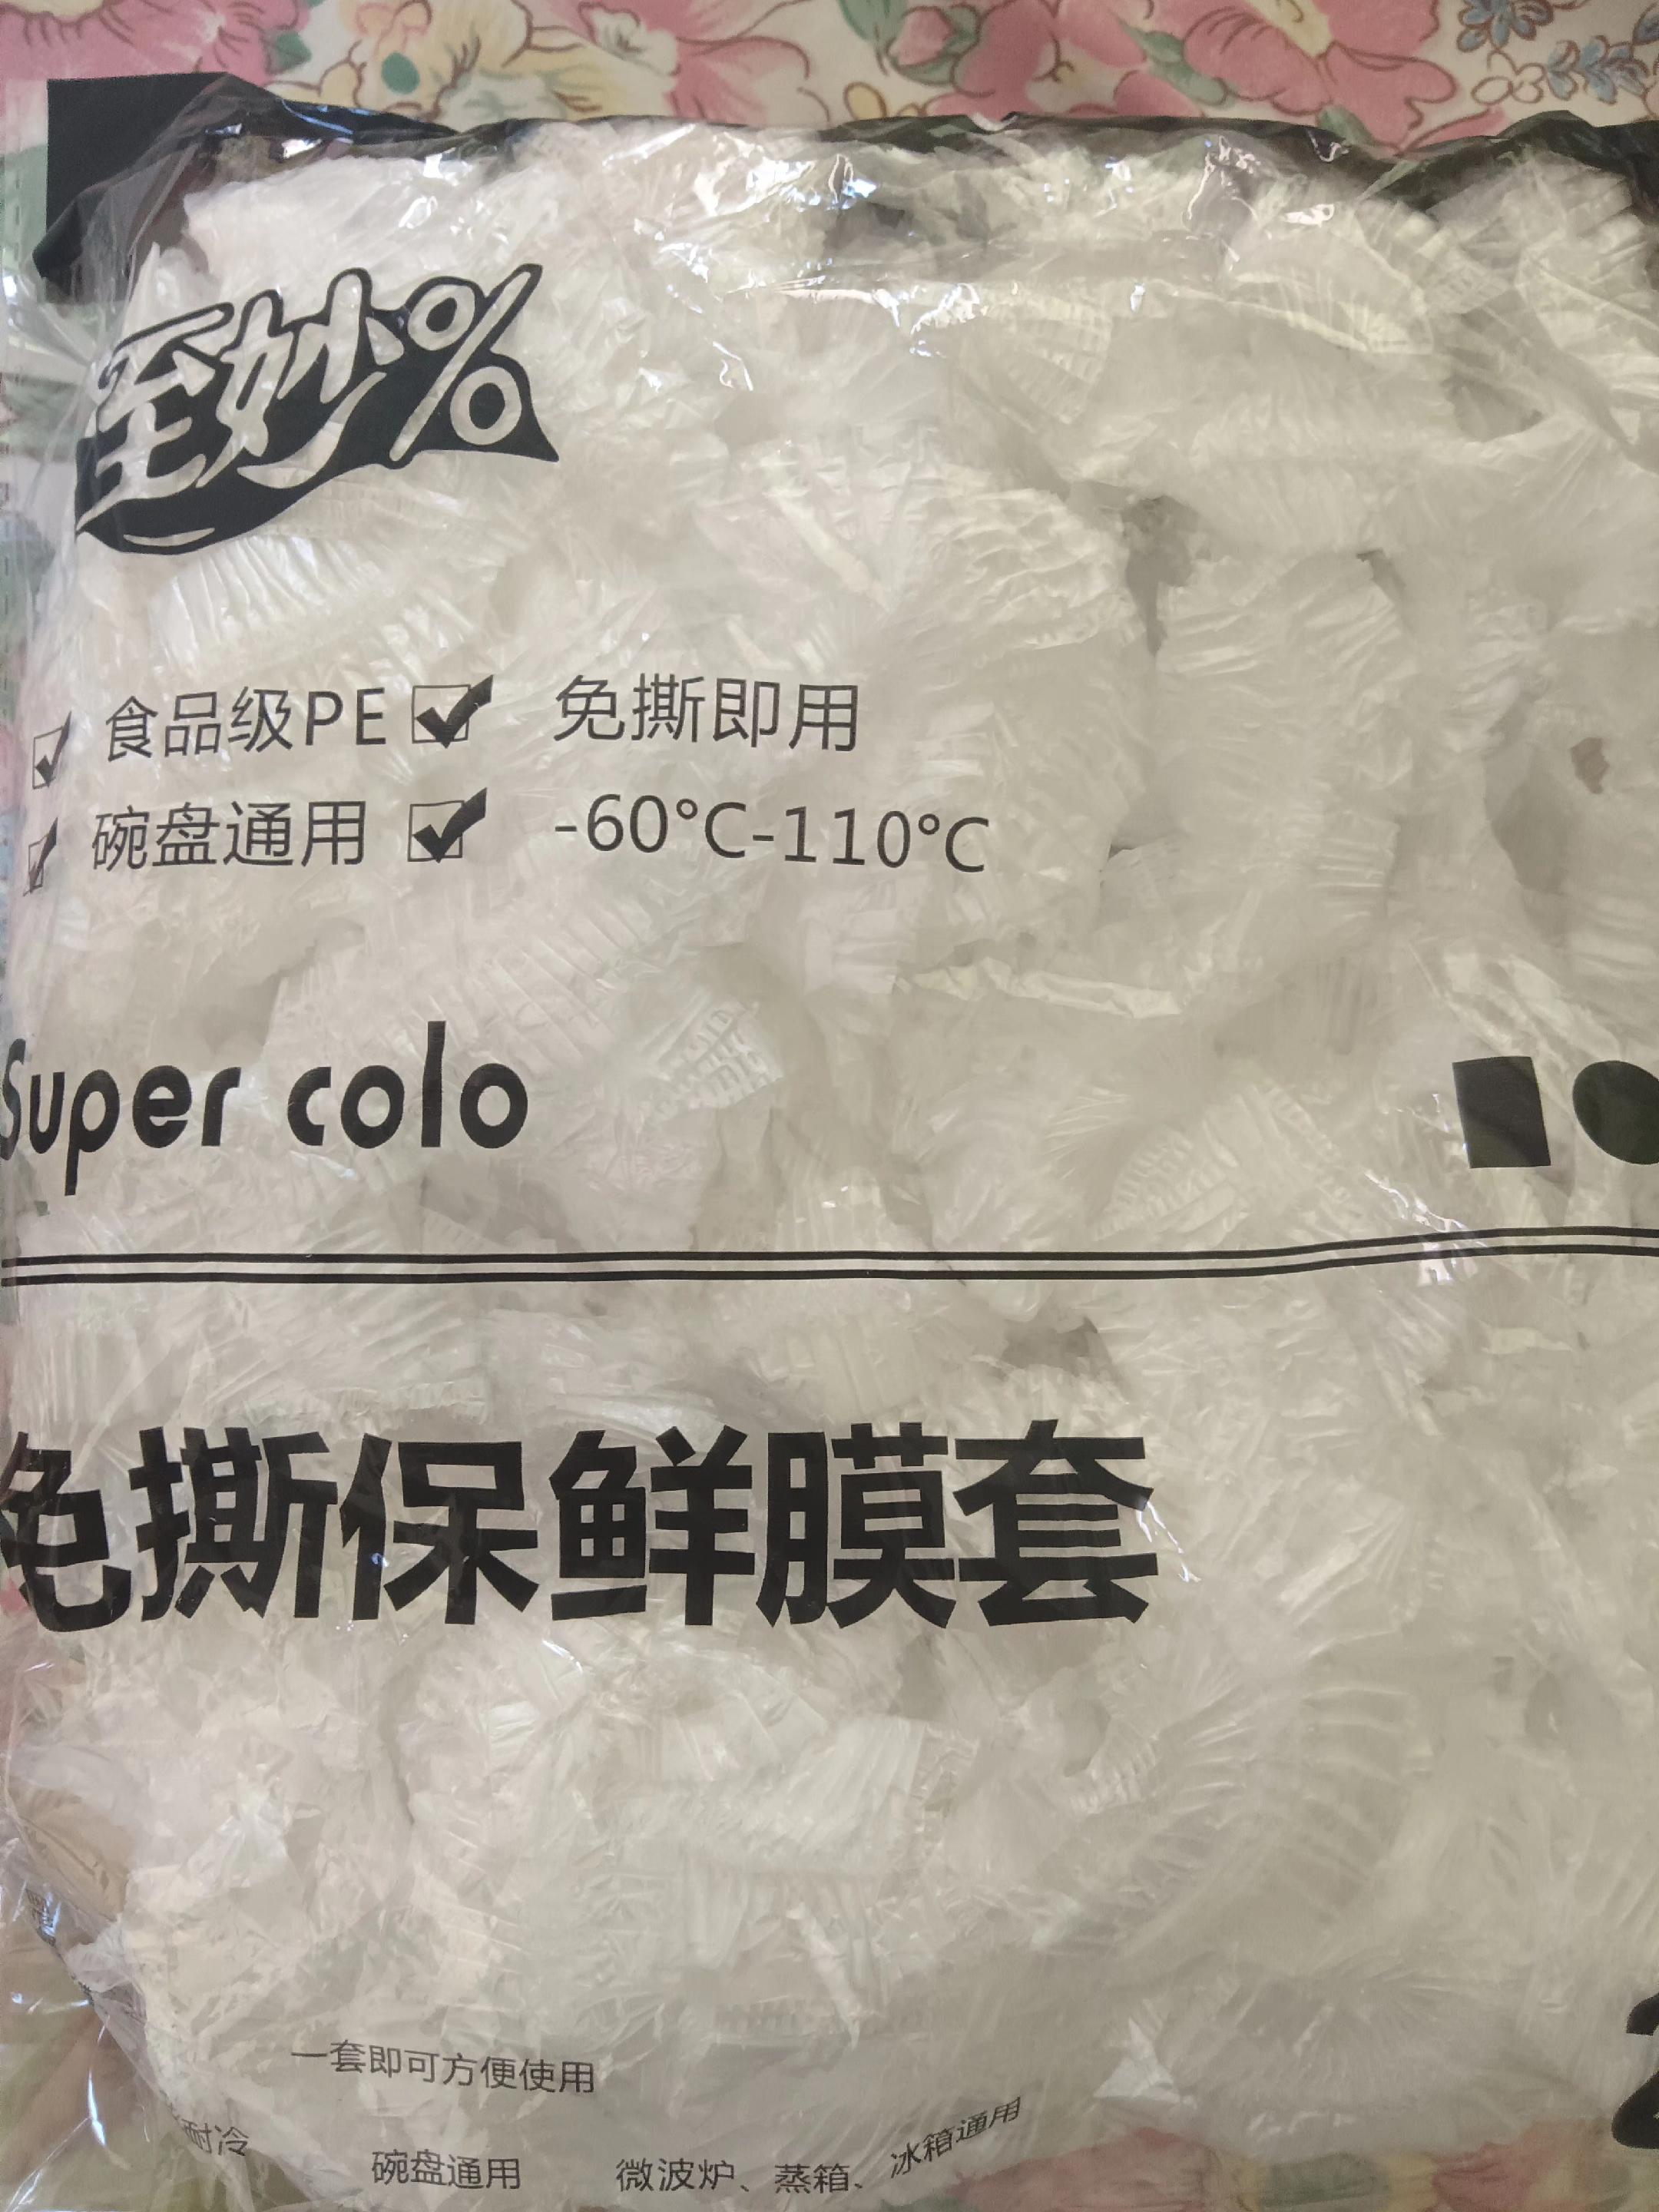 至妙%
食品级PE 免撕即用
碗盘通用 -60°C-110°C
Super colo
免撕保鲜膜套
一套即可方便使用
耐冷
碗盘通用
微波炉、蒸箱、冰箱通用